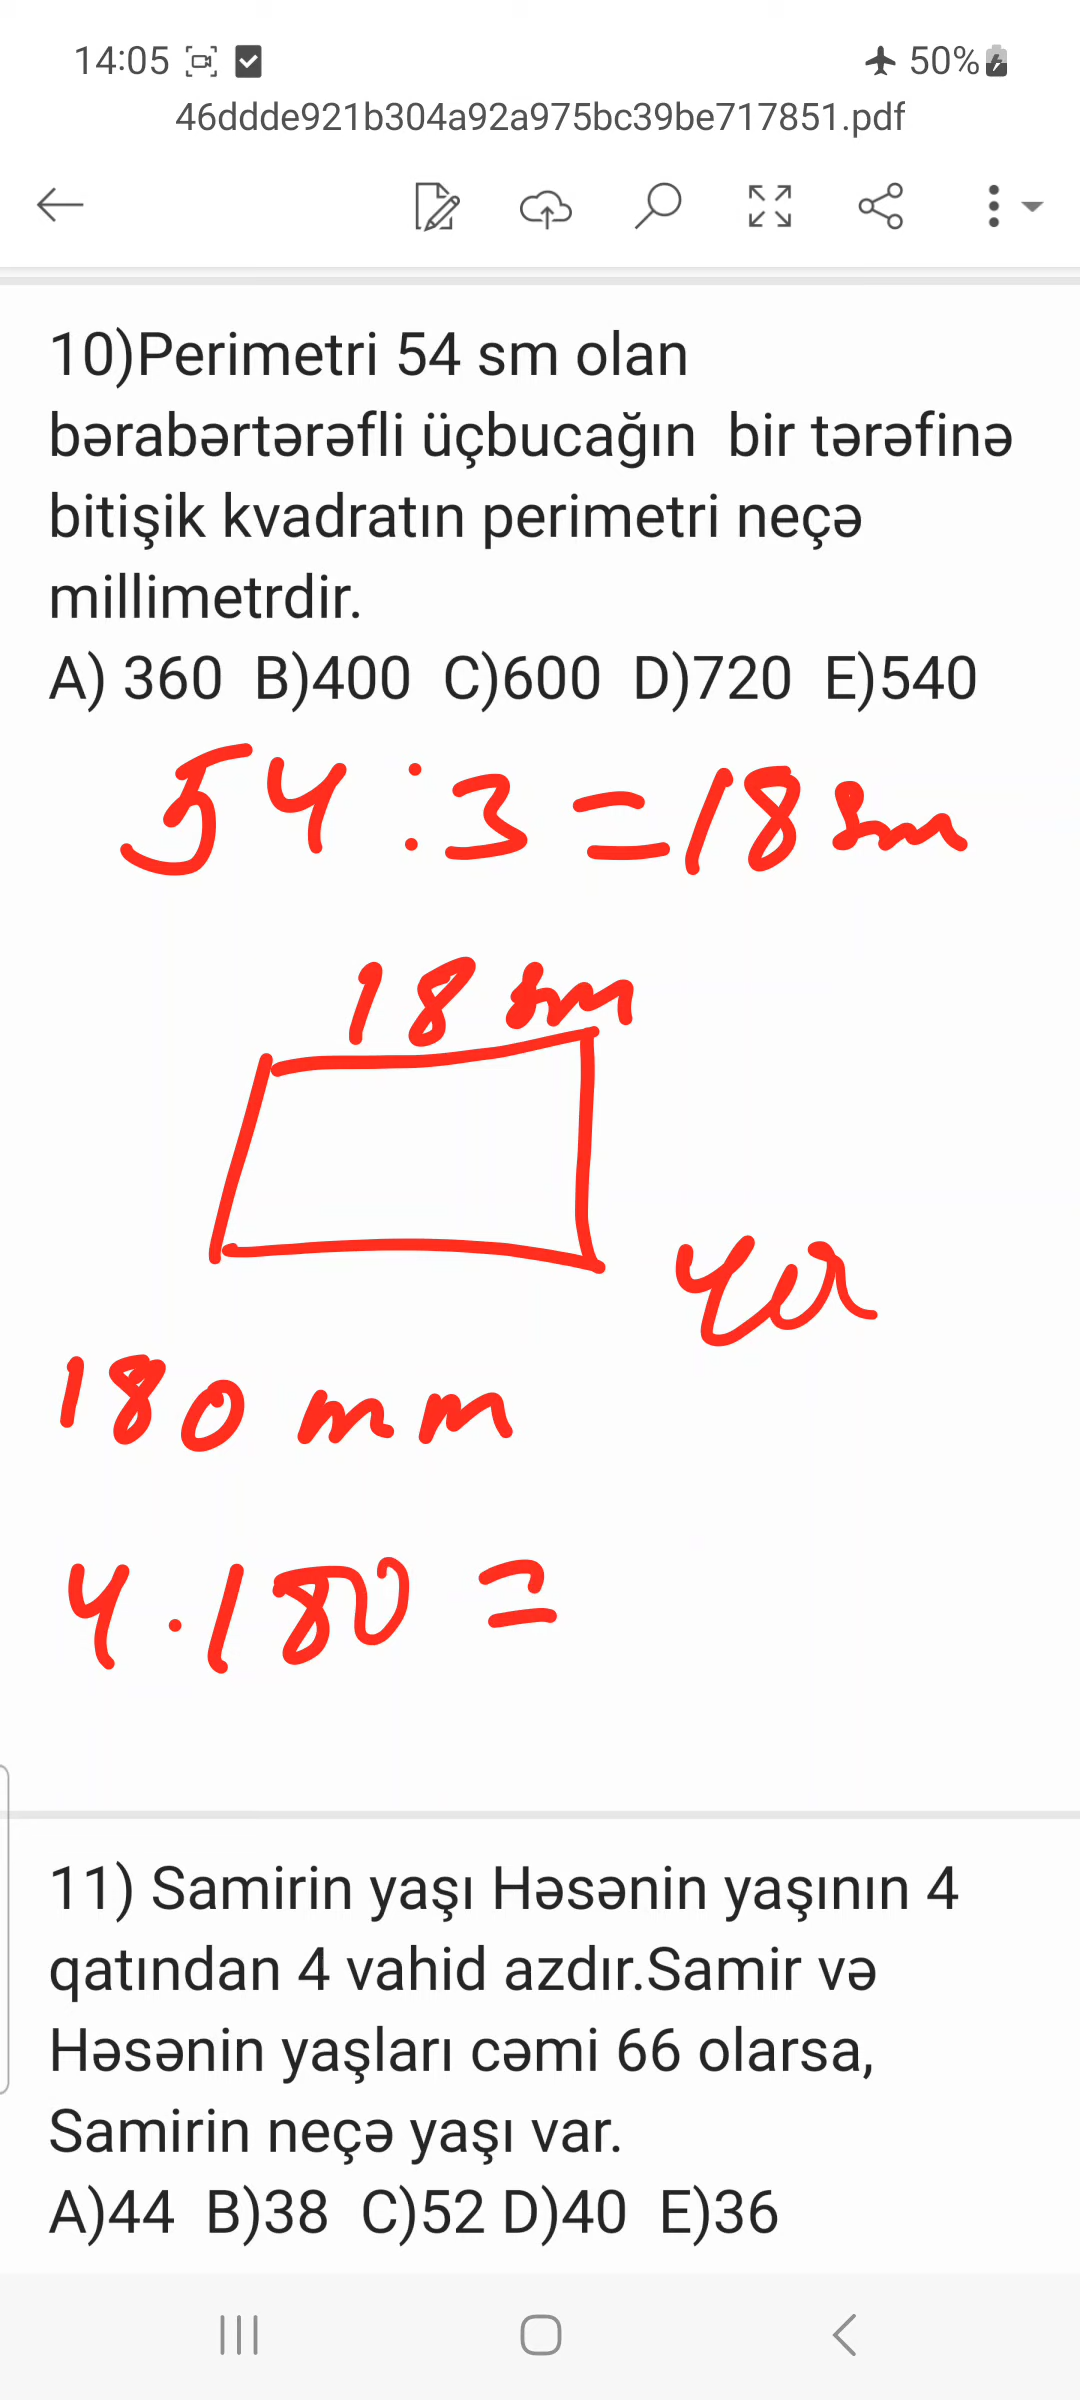 14:05
50%
46ddde921b304a92a975bc39be717851.pdf
10)Perimetri 54 sm olan
bərabərtərəfli üçbucağın bir tərəfinə
bitişik kvadratın perimetri neçə
millimetrdir.
A) 360 B)400 C)600 D)720 E)540
54 : 3 = 18 sm
18 sm
4a
180 mm
4 . 180 =
11) Samirin yaşı Həsənin yaşının 4
qatından 4 vahid azdır.Samir və
Həsənin yaşları cəmi 66 olarsa,
Samirin neçə yaşı var.
A)44 B)38 C)52 D)40 E)36